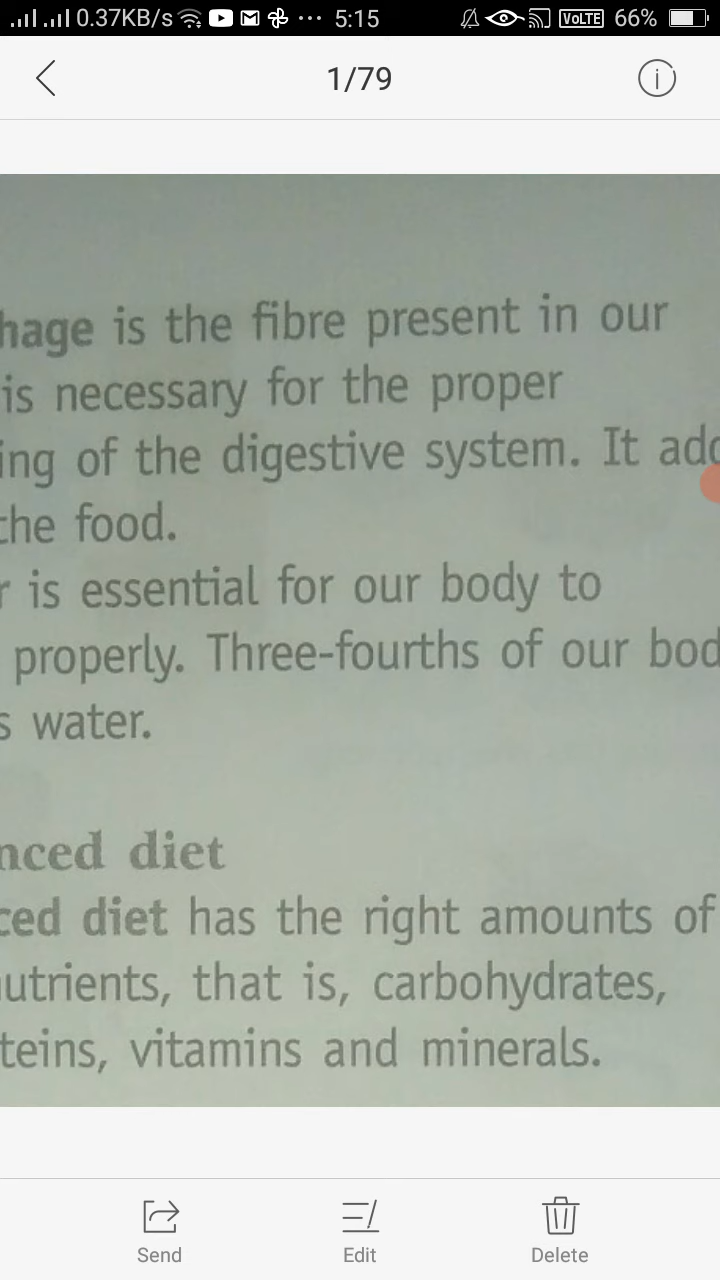 0.37KB/s 5:15 VoLTE 66%
1/79
hage is the fibre present in our
is necessary for the proper
ing of the digestive system. It add
the food.
r is essential for our body to
properly. Three-fourths of our bod
s water.
nced diet
ced diet has the right amounts of
utrients, that is, carbohydrates,
teins, vitamins and minerals.
Send Edit Delete